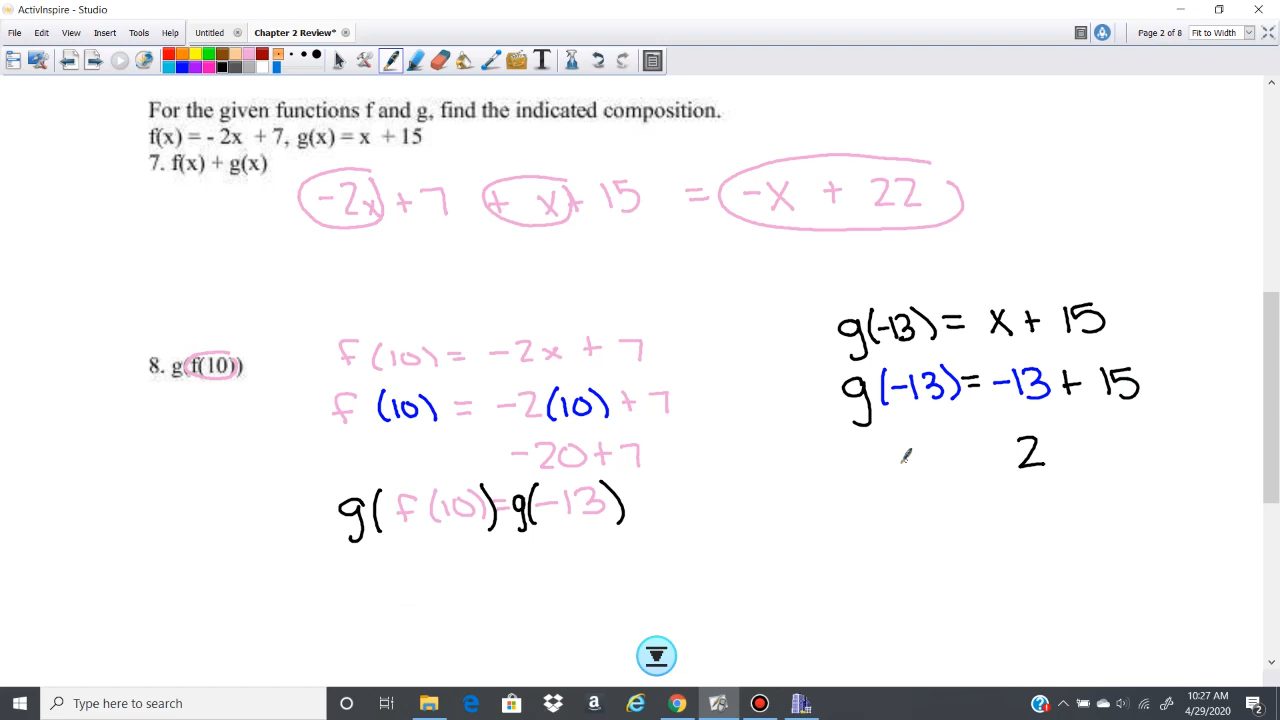 ActivInspire - Studio
File Edit View Insert Tools Help Untitled Chapter 2 Review* Page 2 of 8 Fit to Width
For the given functions f and g, find the indicated composition.
f(x) = - 2x + 7, g(x) = x + 15
7. f(x) + g(x)
-2x + 7 + x + 15 = -x + 22
8. g(f(10))
f(10) = -2x + 7
f (10) = -2(10) + 7
-20 + 7
g( f(10))=g(-13)
g(-13) = x + 15
g(-13) = -13 + 15
2
Type here to search
10:27 AM
4/29/2020
2